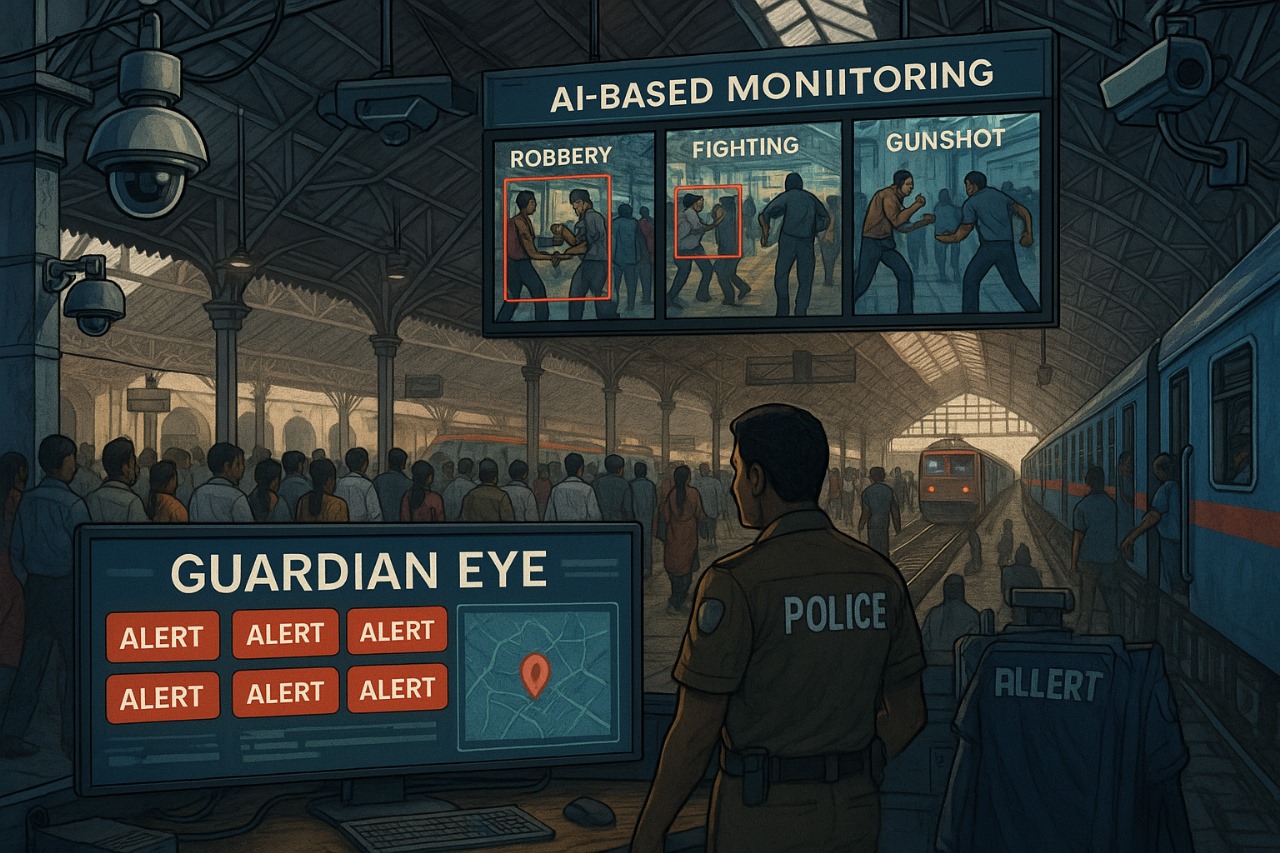 AI-BASED MONIITORING
ROBBERY
FIGHTING
GUNSHOT
GUARDIAN EYE
ALERT ALERT ALERT
ALERT ALERT ALERT
POLICE
ALLERT